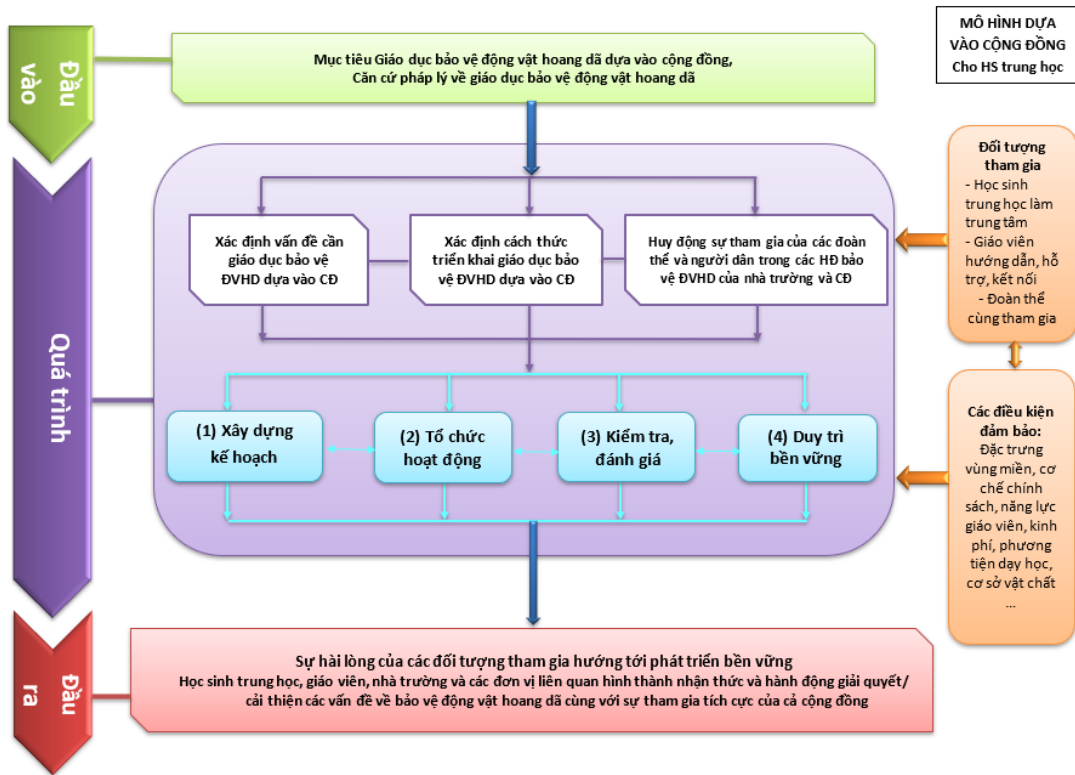 MÔ HÌNH DỰA
VÀO CỘNG ĐỒNG
Cho HS trung học
Đầu
vào
Mục tiêu Giáo dục bảo vệ động vật hoang dã dựa vào cộng đồng,
Căn cứ pháp lý về giáo dục bảo vệ động vật hoang dã
Quá trình
Xác định vấn đề cần
giáo dục bảo vệ
ĐVHD dựa vào CĐ
Xác định cách thức
triển khai giáo dục bảo
vệ ĐVHD dựa vào CĐ
Huy động sự tham gia của các đoàn
thể và người dân trong các HĐ bảo
vệ ĐVHD của nhà trường và CĐ
(1) Xây dựng
kế hoạch
(2) Tổ chức
hoạt động
(3) Kiểm tra,
đánh giá
(4) Duy trì
bền vững
Đối tượng
tham gia
- Học sinh
trung học làm
trung tâm
- Giáo viên
hướng dẫn, hỗ
trợ, kết nối
- Đoàn thể
cùng tham gia
Các điều kiện
đảm bảo:
Đặc trưng
vùng miền, cơ
chế chính
sách, năng lực
giáo viên, kinh
phí, phương
tiện dạy học,
cơ sở vật chất
...
Đầu
ra
Sự hài lòng của các đối tượng tham gia hướng tới phát triển bền vững
Học sinh trung học, giáo viên, nhà trường và các đơn vị liên quan hình thành nhận thức và hành động giải quyết/
cải thiện các vấn đề về bảo vệ động vật hoang dã cùng với sự tham gia tích cực của cả cộng đồng